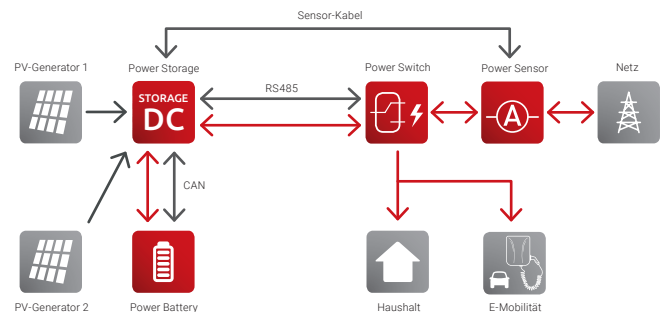 Sensor-Kabel
PV-Generator 1
Power Storage
Power Switch
Power Sensor
Netz
STORAGE
DC
RS485
A
CAN
PV-Generator 2
Power Battery
Haushalt
E-Mobilität